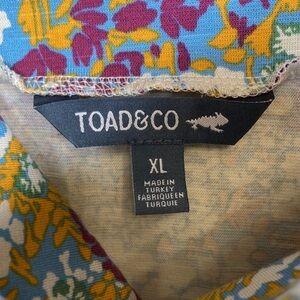 TOAD&CO
XL
MADE IN
TURKEY
FABRIQUÉ EN
TURQUIE